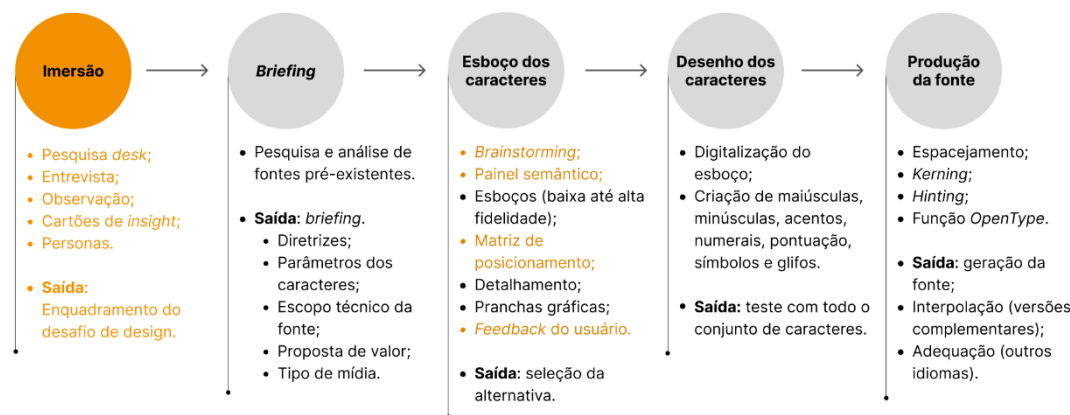 Imersão
• Pesquisa desk;
• Entrevista;
• Observação;
• Cartões de insight;
• Personas.
• Saída:
Enquadramento do
desafio de design.
Briefing
• Pesquisa e análise de
fontes pré-existentes.
• Saída: briefing.
• Diretrizes;
• Parâmetros dos
caracteres;
• Escopo técnico da
fonte;
• Proposta de valor;
• Tipo de mídia.
Esboço dos
caracteres
• Brainstorming;
• Painel semântico;
• Esboços (baixa até alta
fidelidade);
• Matriz de
posicionamento;
• Detalhamento;
• Pranchas gráficas;
• Feedback do usuário.
• Saída: seleção da
alternativa.
Desenho dos
caracteres
• Digitalização do
esboço;
• Criação de maiúsculas,
minúsculas, acentos,
numerais, pontuação,
símbolos e glifos.
• Saída: teste com todo o
conjunto de caracteres.
Produção
da fonte
• Espacejamento;
• Kerning;
• Hinting;
• Função OpenType.
• Saída: geração da
fonte;
• Interpolação (versões
complementares);
• Adequação (outros
idiomas).